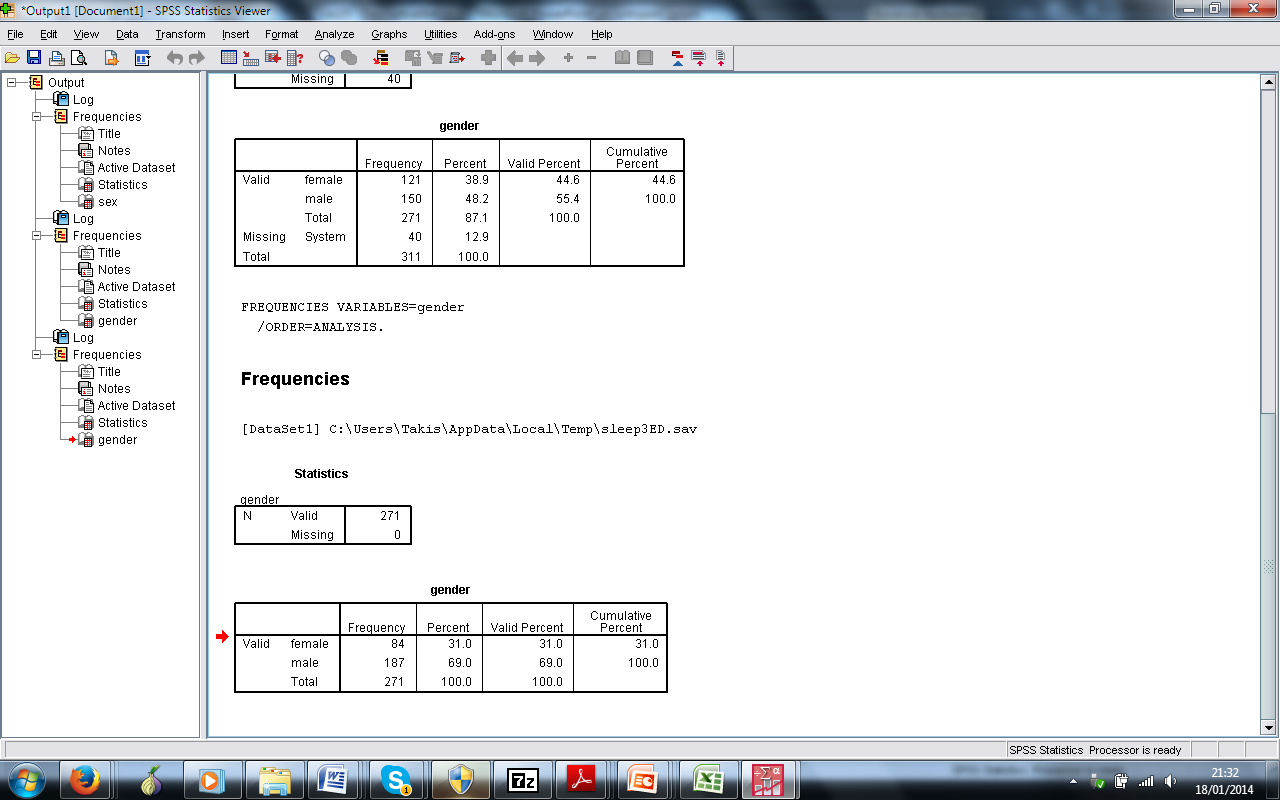 *Output1 [Document1] - SPSS Statistics Viewer
File Edit View Data Transform Insert Format Analyze Graphs Utilities Add-ons Window Help
Output
Log
Frequencies
Title
Notes
Active Dataset
Statistics
sex
Log
Frequencies
Title
Notes
Active Dataset
Statistics
gender
Log
Frequencies
Title
Notes
Active Dataset
Statistics
gender
Missing 40
gender
Frequency Percent Valid Percent Cumulative Percent
Valid female 121 38.9 44.6 44.6
male 150 48.2 55.4 100.0
Total 271 87.1 100.0
Missing System 40 12.9
Total 311 100.0
FREQUENCIES VARIABLES=gender
/ORDER=ANALYSIS.
Frequencies
[DataSet1] C:\Users\Takis\AppData\Local\Temp\sleep3ED.sav
Statistics
gender
N Valid 271
Missing 0
gender
Frequency Percent Valid Percent Cumulative Percent
Valid female 84 31.0 31.0 31.0
male 187 69.0 69.0 100.0
Total 271 100.0 100.0
SPSS Statistics Processor is ready
7z
21:32
18/01/2014